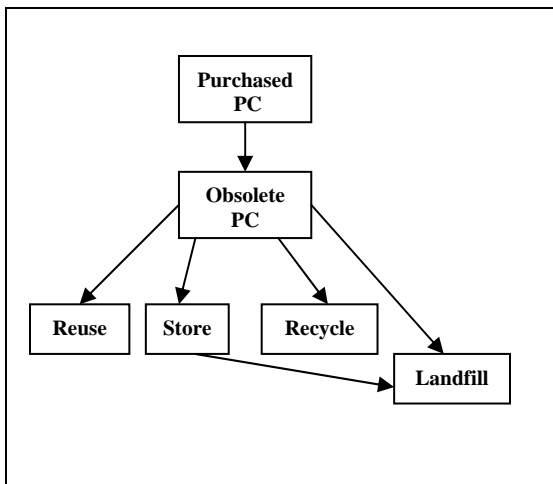 Purchased
PC
Obsolete
PC
Reuse
Store
Recycle
Landfill